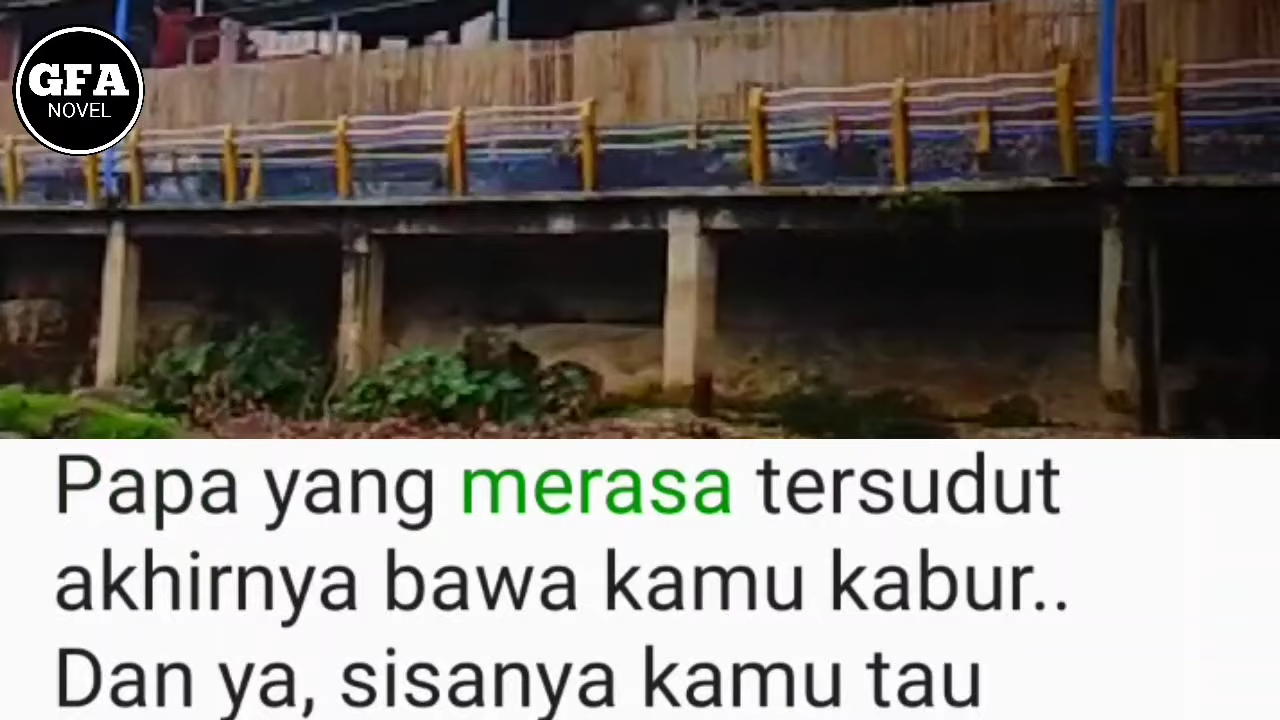 GFA
NOVEL
Papa yang merasa tersudut
akhirnya bawa kamu kabur..
Dan ya, sisanya kamu tau